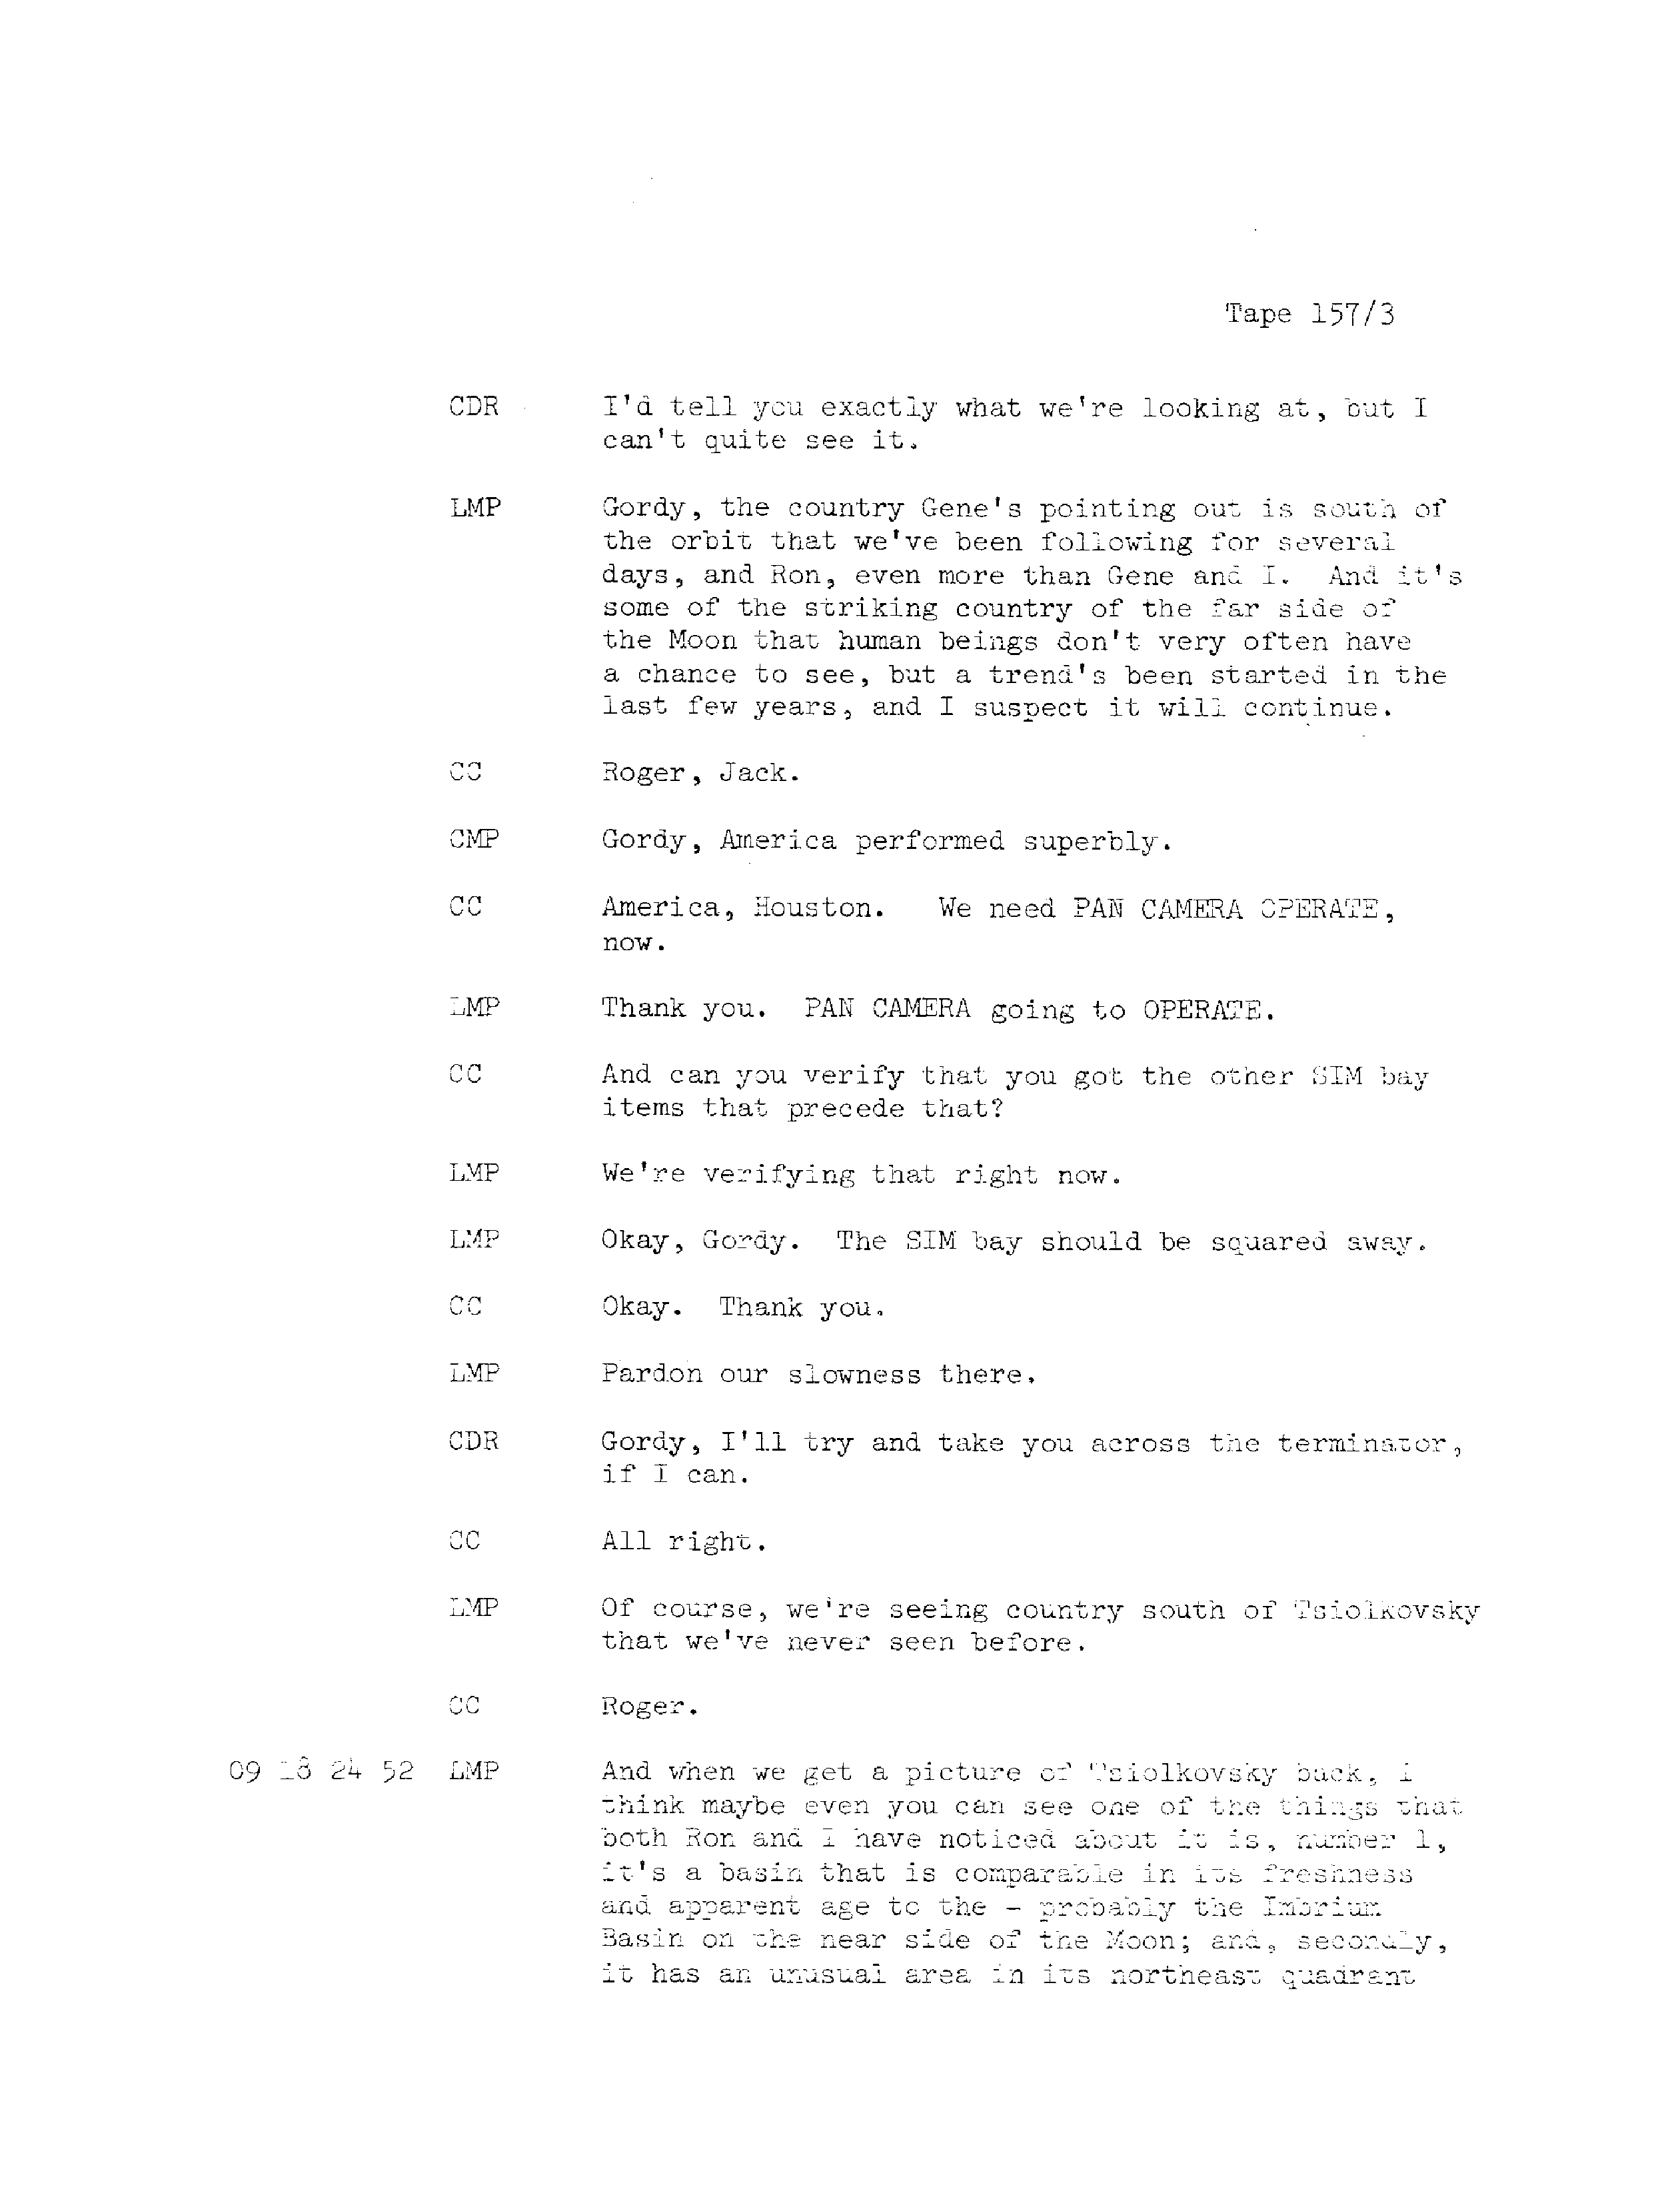 Tape 157/3
CDR I'd tell you exactly what we're looking at, but I
can't quite see it.
LMP Gordy, the country Gene's pointing out is south of
the orbit that we've been following for several
days, and Ron, even more than Gene and I. And it's
some of the striking country of the far side of
the Moon that human beings don't very often have
a chance to see, but a trend's been started in the
last few years, and I suspect it will continue.
CC Roger, Jack.
CMP Gordy, America performed superbly.
CC America, Houston. We need PAN CAMERA OPERATE,
now.
LMP Thank you. PAN CAMERA going to OPERATE.
CC And can you verify that you got the other SIM bay
items that precede that?
LMP We're verifying that right now.
LMP Okay, Gordy. The SIM bay should be squared away.
CC Okay. Thank you.
LMP Pardon our slowness there.
CDR Gordy, I'll try and take you across the terminator,
if I can.
CC All right.
LMP Of course, we're seeing country south of Tsiolkovsky
that we've never seen before.
CC Roger.
09 18 24 52 LMP And when we get a picture of Tsiolkovsky back, I
think maybe even you can see one of the things that
both Ron and I have noticed about it is, number 1,
it's a basin that is comparable in its freshness
and apparent age to the - probably the Imbrium
Basin on the near side of the Moon; and, secondly,
it has an unusual area in its northeast quadrant